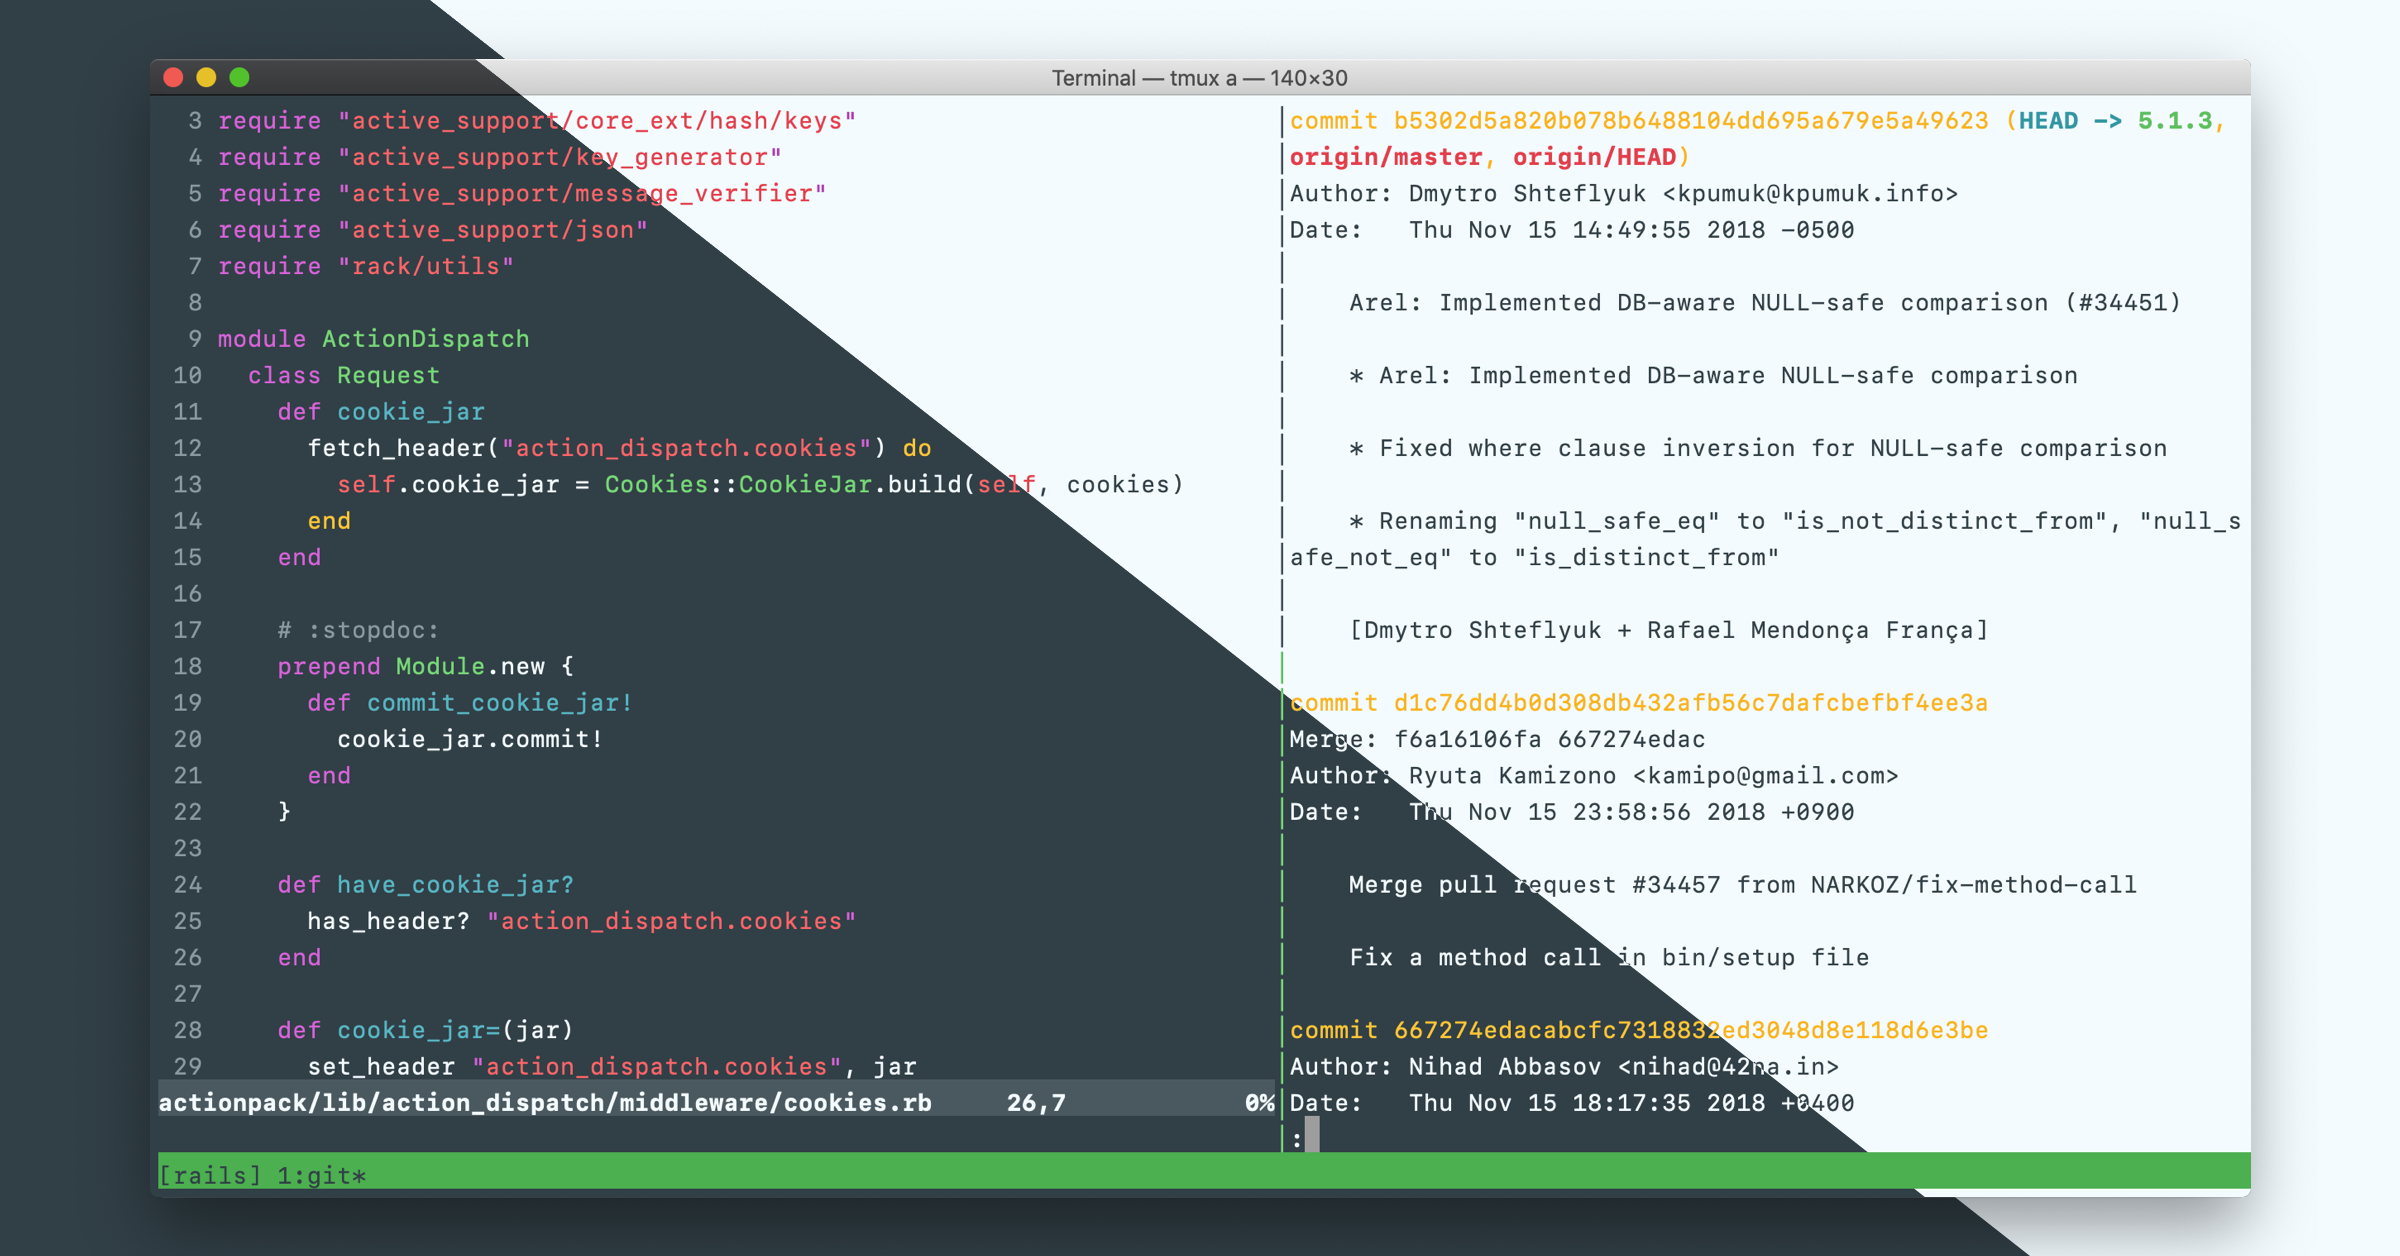 Terminal — tmux a — 140×30
3 require "active_support/core_ext/hash/keys"
4 require "active_support/key_generator"
5 require "active_support/message_verifier"
6 require "active_support/json"
7 require "rack/utils"
8
9 module ActionDispatch
10   class Request
11     def cookie_jar
12       fetch_header("action_dispatch.cookies") do
13         self.cookie_jar = Cookies::CookieJar.build(self, cookies)
14       end
15     end
16
17     # :stopdoc:
18     prepend Module.new {
19       def commit_cookie_jar!
20         cookie_jar.commit!
21       end
22     }
23
24     def have_cookie_jar?
25       has_header? "action_dispatch.cookies"
26     end
27
28     def cookie_jar=(jar)
29       set_header "action_dispatch.cookies", jar
actionpack/lib/action_dispatch/middleware/cookies.rb     26,7            0%
commit b5302d5a820b078b6488104dd695a679e5a49623 (HEAD -> 5.1.3,
origin/master, origin/HEAD)
Author: Dmytro Shteflyuk <kpumuk@kpumuk.info>
Date:   Thu Nov 15 14:49:55 2018 -0500
    Arel: Implemented DB-aware NULL-safe comparison (#34451)
    * Arel: Implemented DB-aware NULL-safe comparison
    * Fixed where clause inversion for NULL-safe comparison
    * Renaming "null_safe_eq" to "is_not_distinct_from", "null_s
afe_not_eq" to "is_distinct_from"
    [Dmytro Shteflyuk + Rafael Mendonça França]
commit d1c76dd4b0d308db432afb56c7dafcbefbf4ee3a
Merge: f6a16106fa 667274edac
Author: Ryuta Kamizono <kamipo@gmail.com>
Date:   Thu Nov 15 23:58:56 2018 +0900
    Merge pull request #34457 from NARKOZ/fix-method-call
    Fix a method call in bin/setup file
commit 667274edacabcfc7318832ed3048d8e118d6e3be
Author: Nihad Abbasov <nihad@42na.in>
Date:   Thu Nov 15 18:17:35 2018 +0400
:
[rails] 1:git*